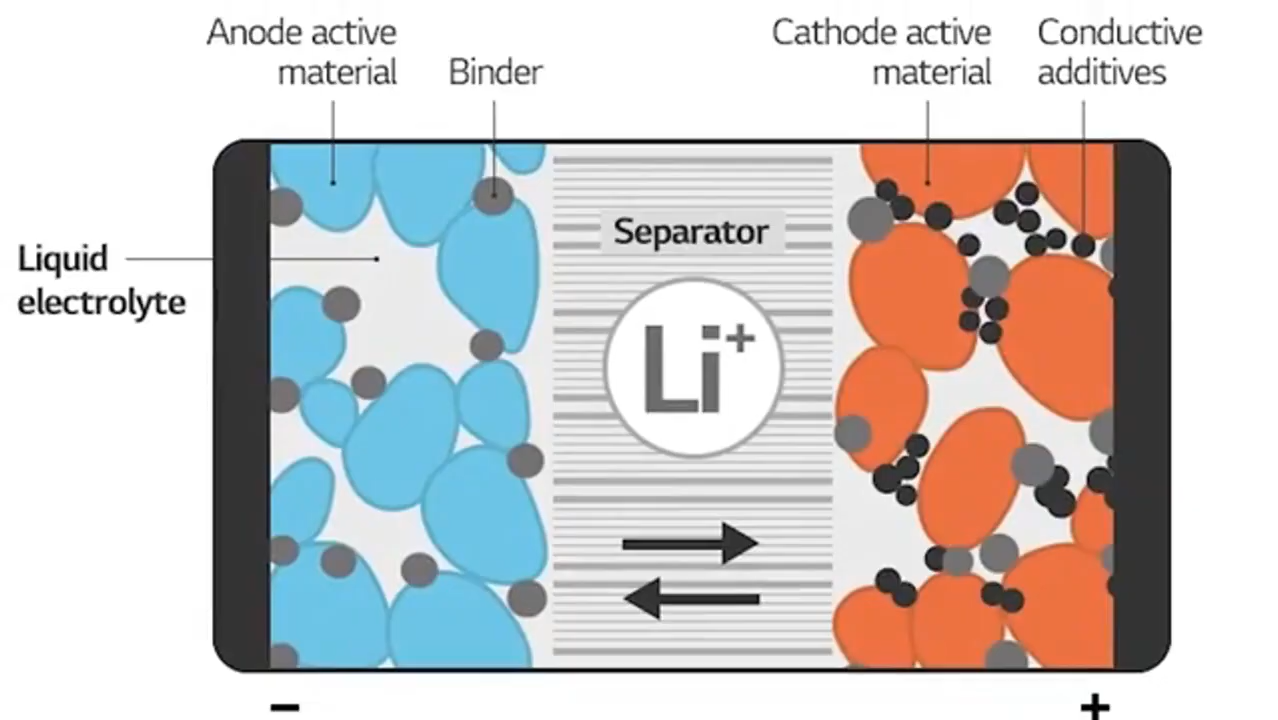 Anode active
material
Binder
Cathode active
material
Conductive
additives
Liquid
electrolyte
Separator
Li+
−
+